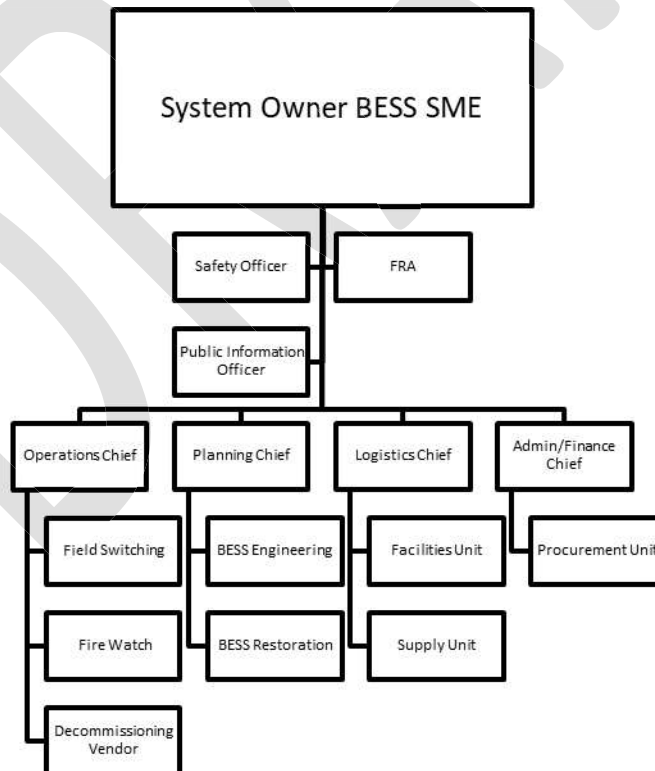 System Owner BESS SME
Safety Officer
FRA
Public Information
Officer
Operations Chief
Planning Chief
Logistics Chief
Admin/Finance
Chief
Field Switching
BESS Engineering
Facilities Unit
Procurement Unit
Fire Watch
BESS Restoration
Supply Unit
Decommissioning
Vendor